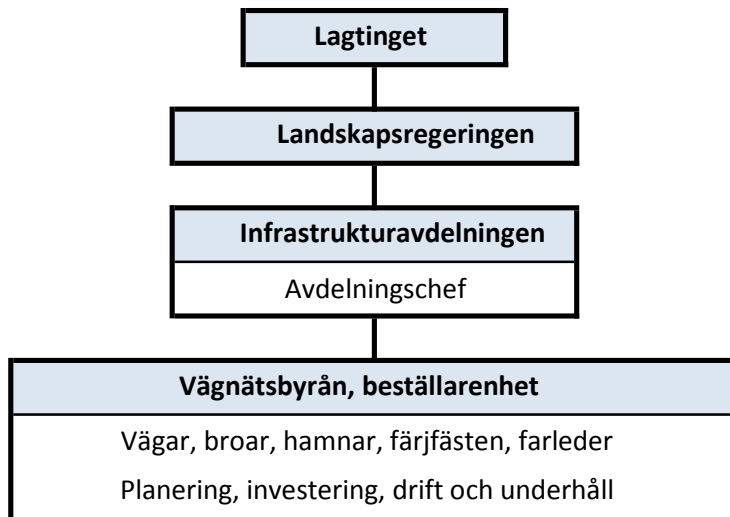 Lagtinget
Landskapsregeringen
Infrastrukturavdelningen
Avdelningschef
Vägnätsbyrån, beställarenhet
Vägar, broar, hamnar, färjfästen, farleder
Planering, investering, drift och underhåll